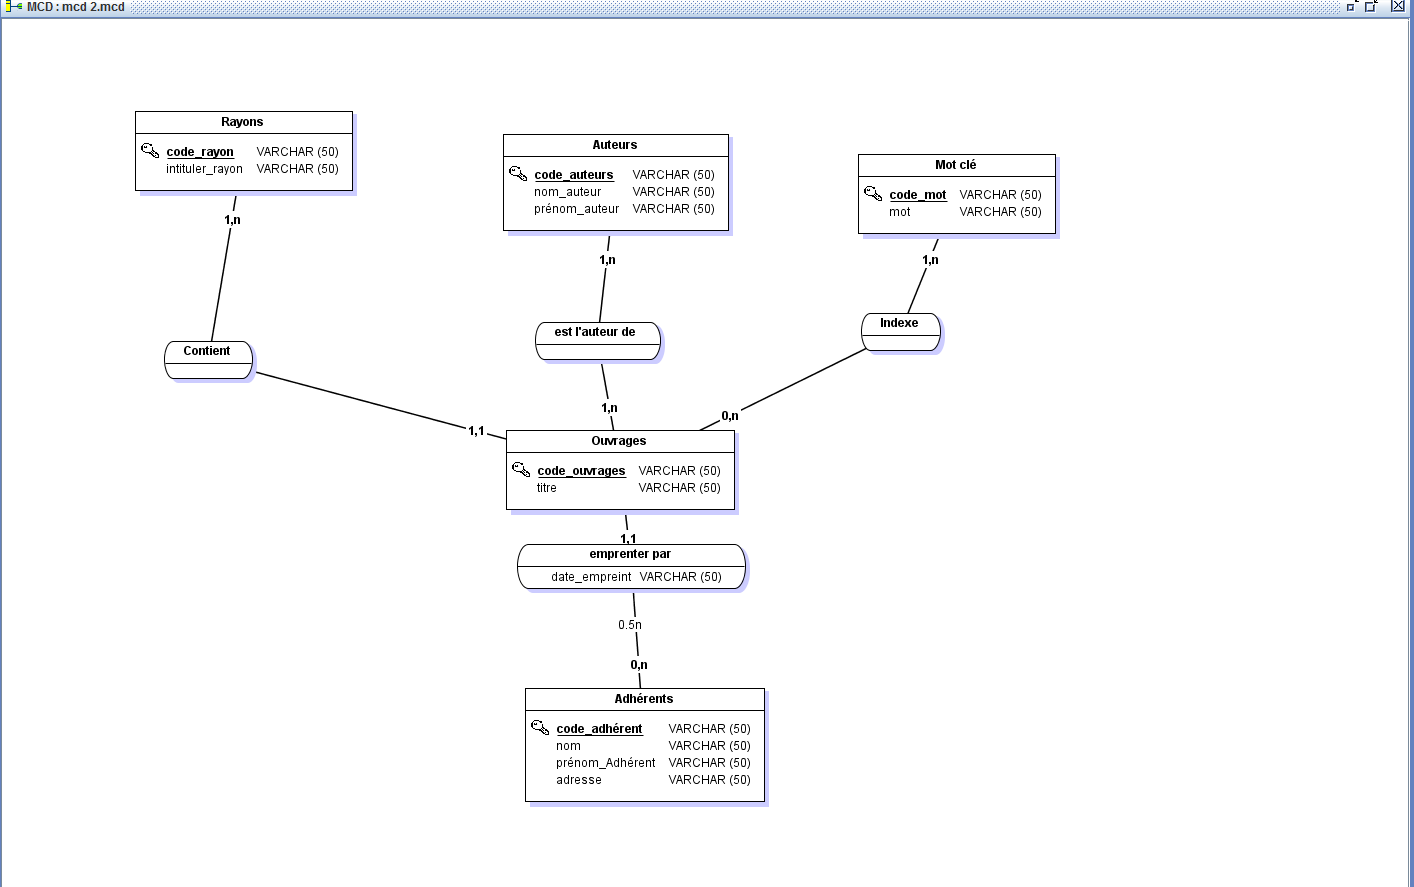 MCD : mcd 2.mcd
Rayons
code_rayon VARCHAR (50)
intituler_rayon VARCHAR (50)
1,n
Auteurs
code_auteurs VARCHAR (50)
nom_auteur VARCHAR (50)
prénom_auteur VARCHAR (50)
1,n
Mot clé
code_mot VARCHAR (50)
mot VARCHAR (50)
1,n
Contient
est l'auteur de
Indexe
1,1
1,n
0,n
Ouvrages
code_ouvrages VARCHAR (50)
titre VARCHAR (50)
1,1
emprenter par
date_empreint VARCHAR (50)
0.5n
0,n
Adhérents
code_adhérent VARCHAR (50)
nom VARCHAR (50)
prénom_Adhérent VARCHAR (50)
adresse VARCHAR (50)